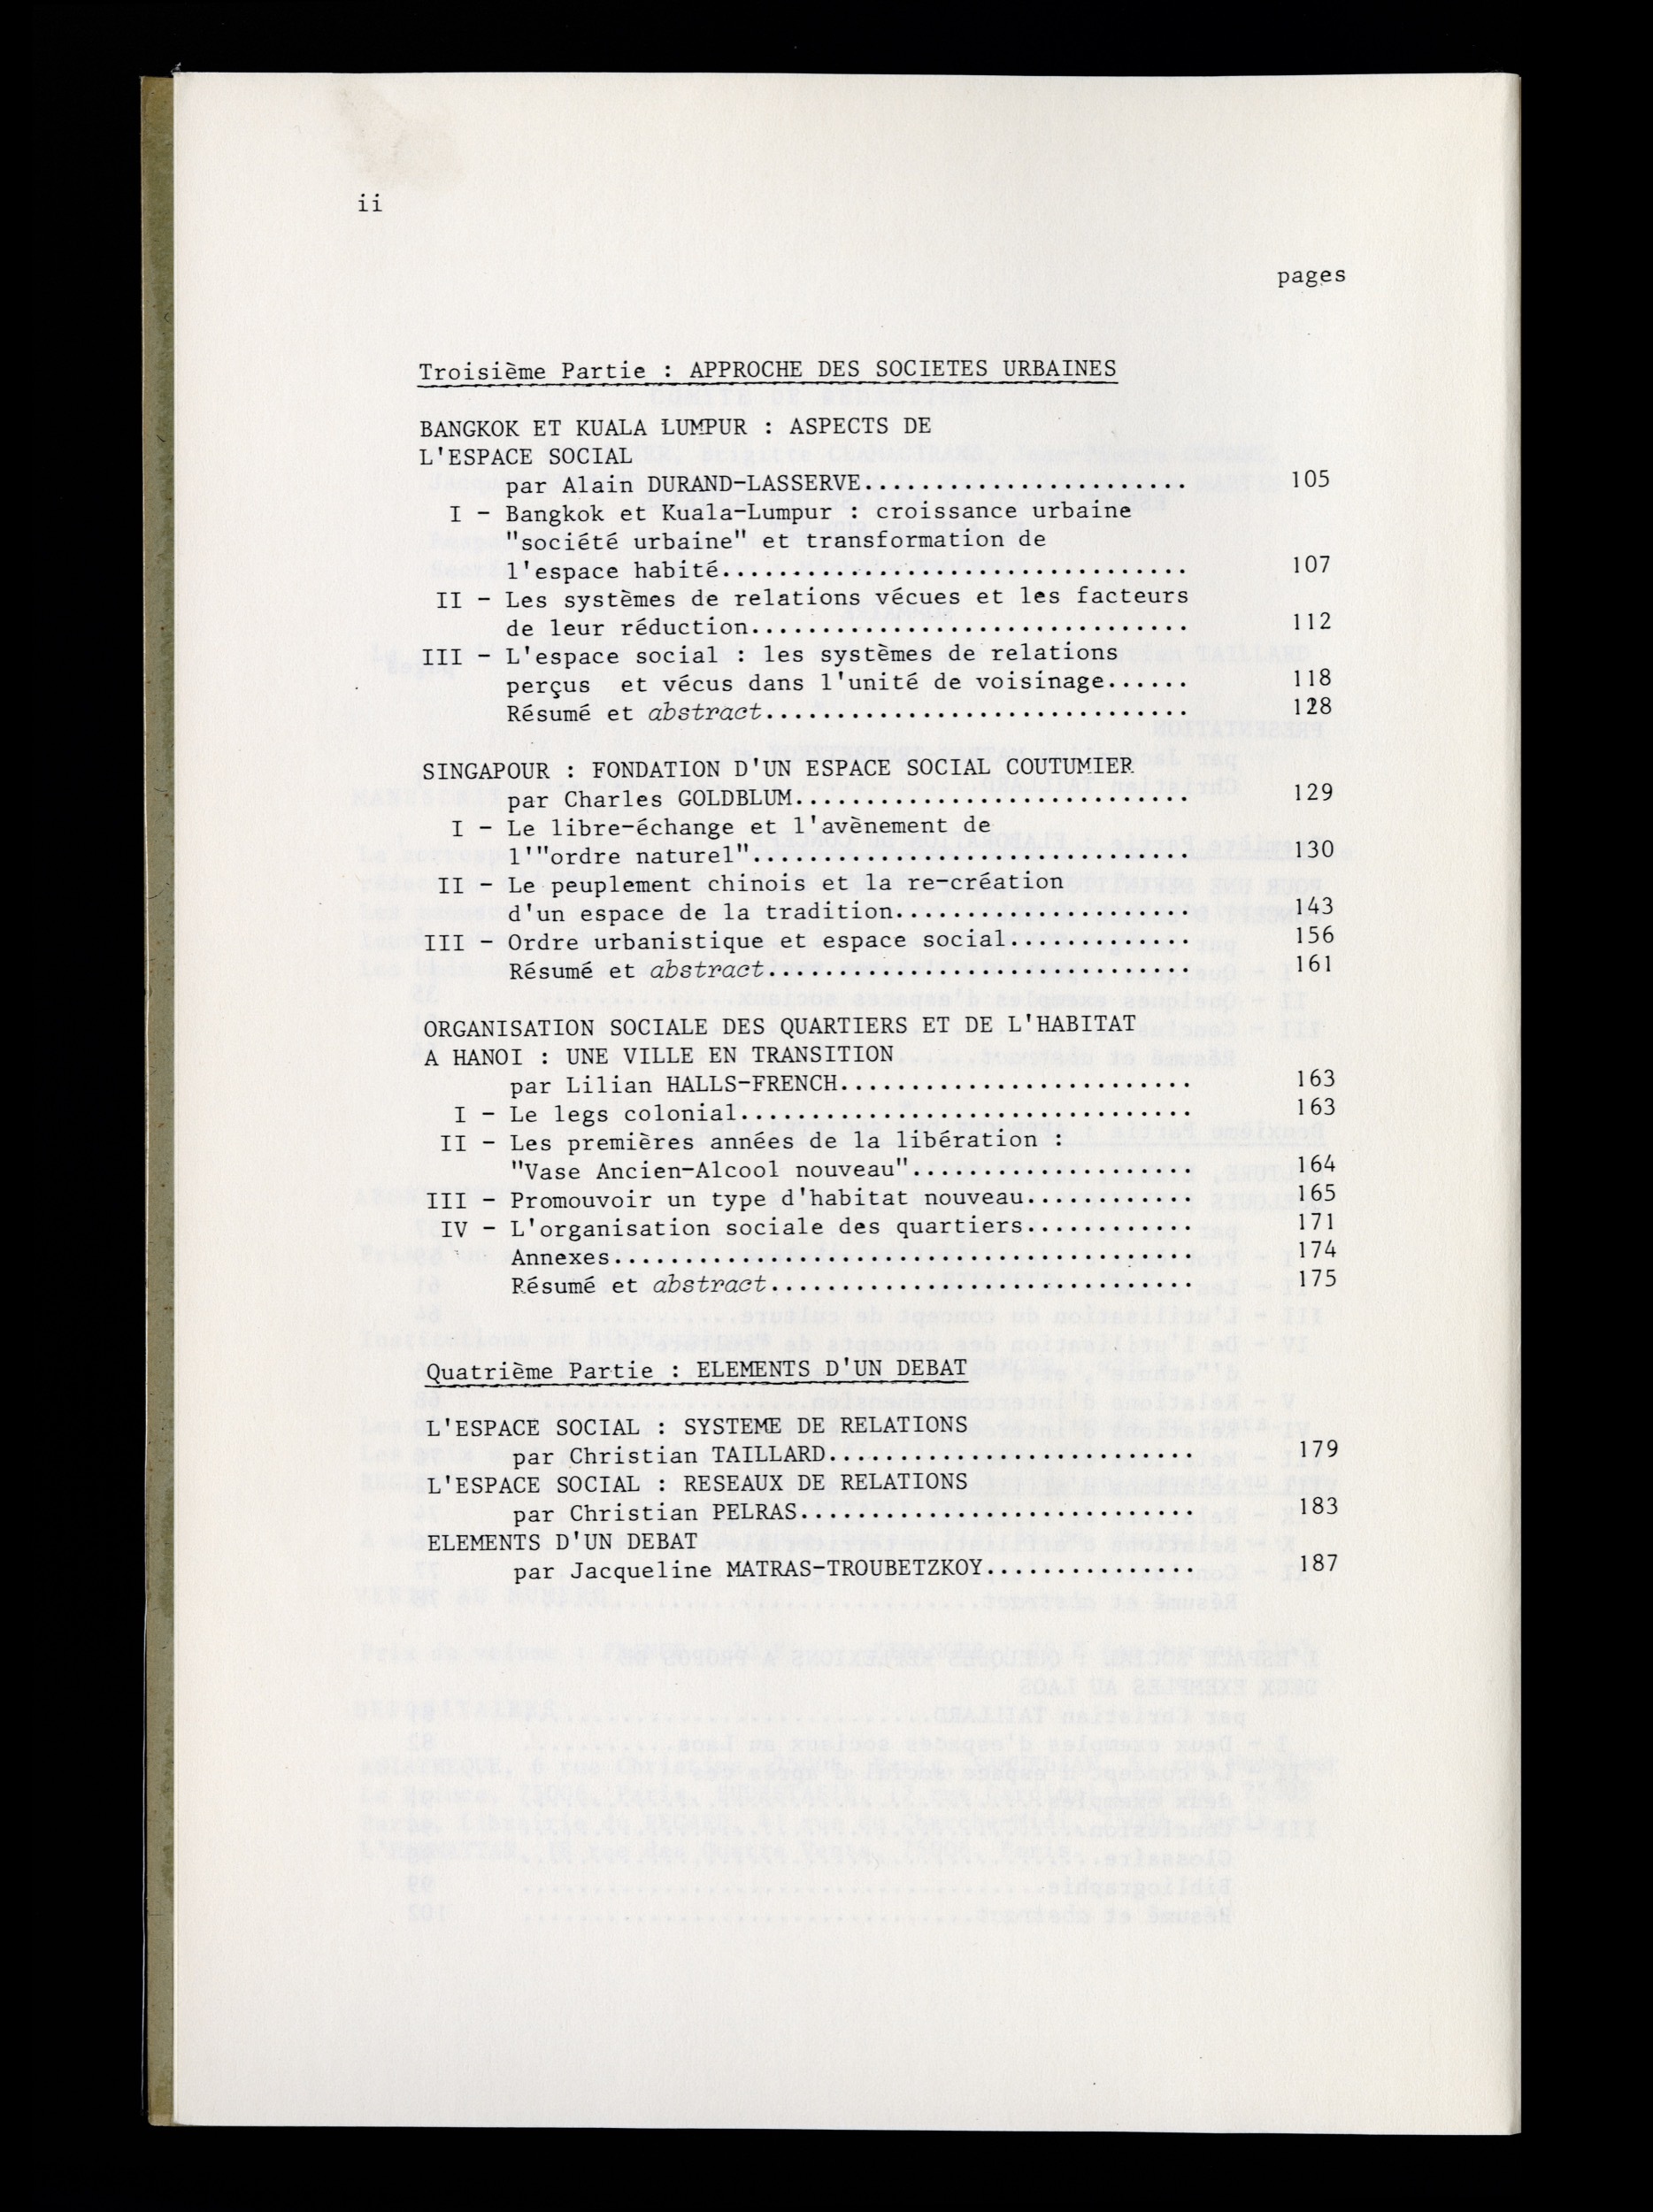 ii
pages
Troisième Partie : APPROCHE DES SOCIETES URBAINES
BANGKOK ET KUALA LUMPUR : ASPECTS DE
L'ESPACE SOCIAL
par Alain DURAND-LASSERVE....................... 105
I - Bangkok et Kuala-Lumpur : croissance urbaine
"société urbaine" et transformation de
l'espace habité................................. 107
II - Les systèmes de relations vécues et les facteurs
de leur réduction............................... 112
III - L'espace social : les systèmes de relations
perçus et vécus dans l'unité de voisinage...... 118
Résumé et abstract.............................. 128
SINGAPOUR : FONDATION D'UN ESPACE SOCIAL COUTUMIER
par Charles GOLDBLUM............................ 129
I - Le libre-échange et l'avènement de
l'"ordre naturel"............................... 130
II - Le peuplement chinois et la re-création
d'un espace de la tradition..................... 143
III - Ordre urbanistique et espace social............. 156
Résumé et abstract.............................. 161
ORGANISATION SOCIALE DES QUARTIERS ET DE L'HABITAT
A HANOI : UNE VILLE EN TRANSITION
par Lilian HALLS-FRENCH......................... 163
I - Le legs colonial................................ 163
II - Les premières années de la libération :
"Vase Ancien-Alcool nouveau".................... 164
III - Promouvoir un type d'habitat nouveau............ 165
IV - L'organisation sociale des quartiers............ 171
Annexes......................................... 174
Résumé et abstract.............................. 175
Quatrième Partie : ELEMENTS D'UN DEBAT
L'ESPACE SOCIAL : SYSTEME DE RELATIONS
par Christian TAILLARD.......................... 179
L'ESPACE SOCIAL : RESEAUX DE RELATIONS
par Christian PELRAS............................ 183
ELEMENTS D'UN DEBAT
par Jacqueline MATRAS-TROUBETZKOY............... 187